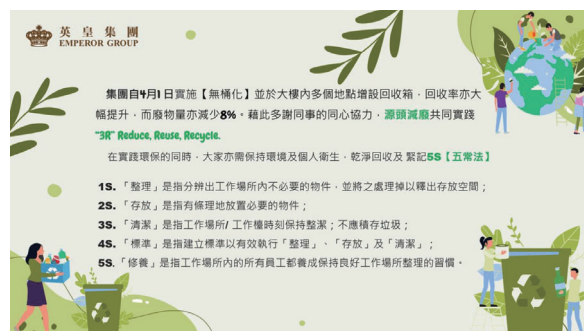 英皇集團
EMPEROR GROUP
集團自4月1日實施【無桶化】並於大樓內多個地點增設回收箱，回收率亦大
幅提升，而廢物量亦減少8%。藉此多謝同事的同心協力，源頭減廢共同實踐
"3R" Reduce, Reuse, Recycle.
在實踐環保的同時，大家亦需保持環境及個人衛生，乾淨回收及 緊記5S【五常法】
1S. 「整理」是指分辨出工作場所內不必要的物件，並將之處理掉以釋出存放空間；
2S. 「存放」是指有條理地放置必要的物件；
3S. 「清潔」是指工作場所/ 工作檯時刻保持整潔；不應積存垃圾；
4S. 「標準」是指建立標準以有效執行「整理」、「存放」及「清潔」；
5S. 「修養」是指工作場所內的所有員工都養成保持良好工作場所整理的習慣。